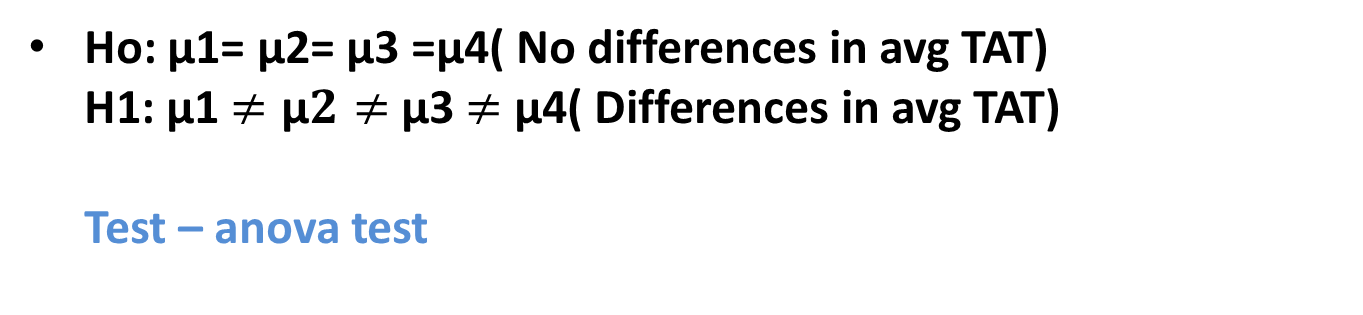 • Ho: µ1= µ2= µ3 =µ4( No differences in avg TAT)
H1: µ1 ≠ µ2 ≠ µ3 ≠ µ4( Differences in avg TAT)
Test – anova test